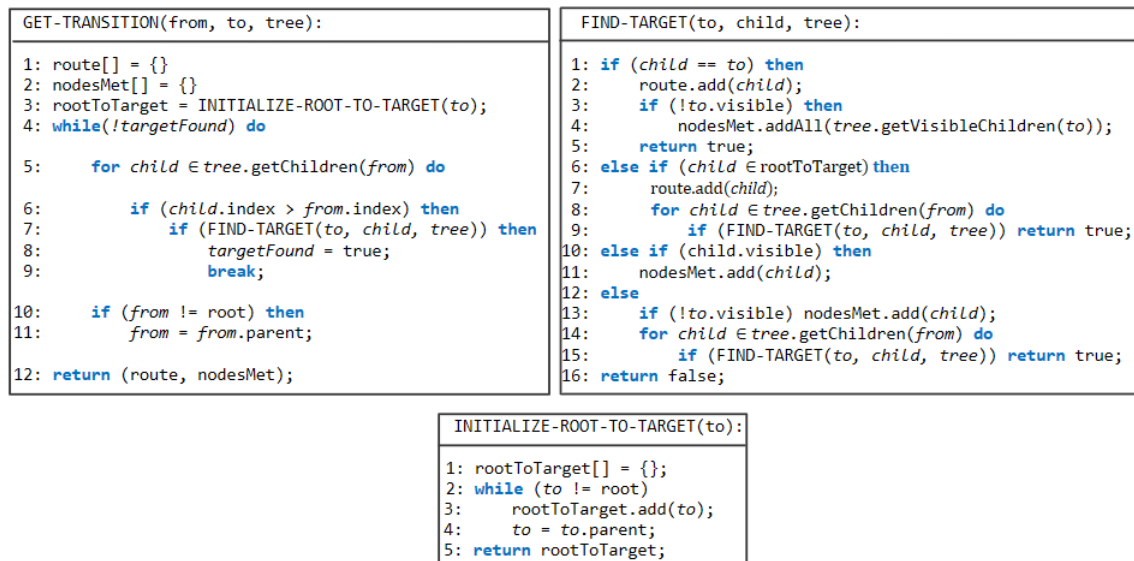 GET-TRANSITION(from, to, tree):
1: route[] = {}
2: nodesMet[] = {}
3: rootToTarget = INITIALIZE-ROOT-TO-TARGET(to);
4: while(!targetFound) do
5: for child ∈ tree.getChildren(from) do
6: if (child.index > from.index) then
7: if (FIND-TARGET(to, child, tree)) then
8: targetFound = true;
9: break;
10: if (from != root) then
11: from = from.parent;
12: return (route, nodesMet);
FIND-TARGET(to, child, tree):
1: if (child == to) then
2: route.add(child);
3: if (!to.visible) then
4: nodesMet.addAll(tree.getVisibleChildren(to));
5: return true;
6: else if (child ∈ rootToTarget) then
7: route.add(child);
8: for child ∈ tree.getChildren(from) do
9: if (FIND-TARGET(to, child, tree)) return true;
10: else if (child.visible) then
11: nodesMet.add(child);
12: else
13: if (!to.visible) nodesMet.add(child);
14: for child ∈ tree.getChildren(from) do
15: if (FIND-TARGET(to, child, tree)) return true;
16: return false;
INITIALIZE-ROOT-TO-TARGET(to):
1: rootToTarget[] = {};
2: while (to != root)
3: rootToTarget.add(to);
4: to = to.parent;
5: return rootToTarget;